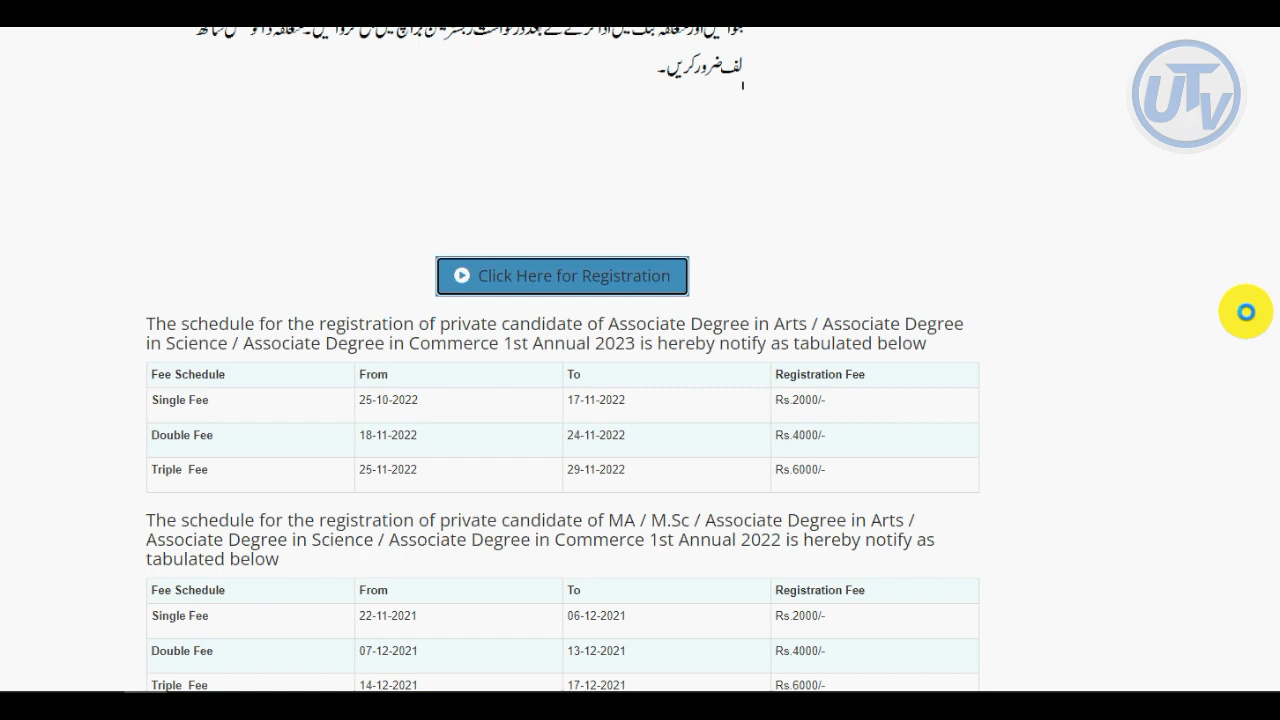 لف ضرور کریں۔
UTV
Click Here for Registration
The schedule for the registration of private candidate of Associate Degree in Arts / Associate Degree
in Science / Associate Degree in Commerce 1st Annual 2023 is hereby notify as tabulated below
Fee Schedule From To Registration Fee
Single Fee 25-10-2022 17-11-2022 Rs.2000/-
Double Fee 18-11-2022 24-11-2022 Rs.4000/-
Triple Fee 25-11-2022 29-11-2022 Rs.6000/-
The schedule for the registration of private candidate of MA / M.Sc / Associate Degree in Arts /
Associate Degree in Science / Associate Degree in Commerce 1st Annual 2022 is hereby notify as
tabulated below
Fee Schedule From To Registration Fee
Single Fee 22-11-2021 06-12-2021 Rs.2000/-
Double Fee 07-12-2021 13-12-2021 Rs.4000/-
Triple Fee 14-12-2021 17-12-2021 Rs.6000/-